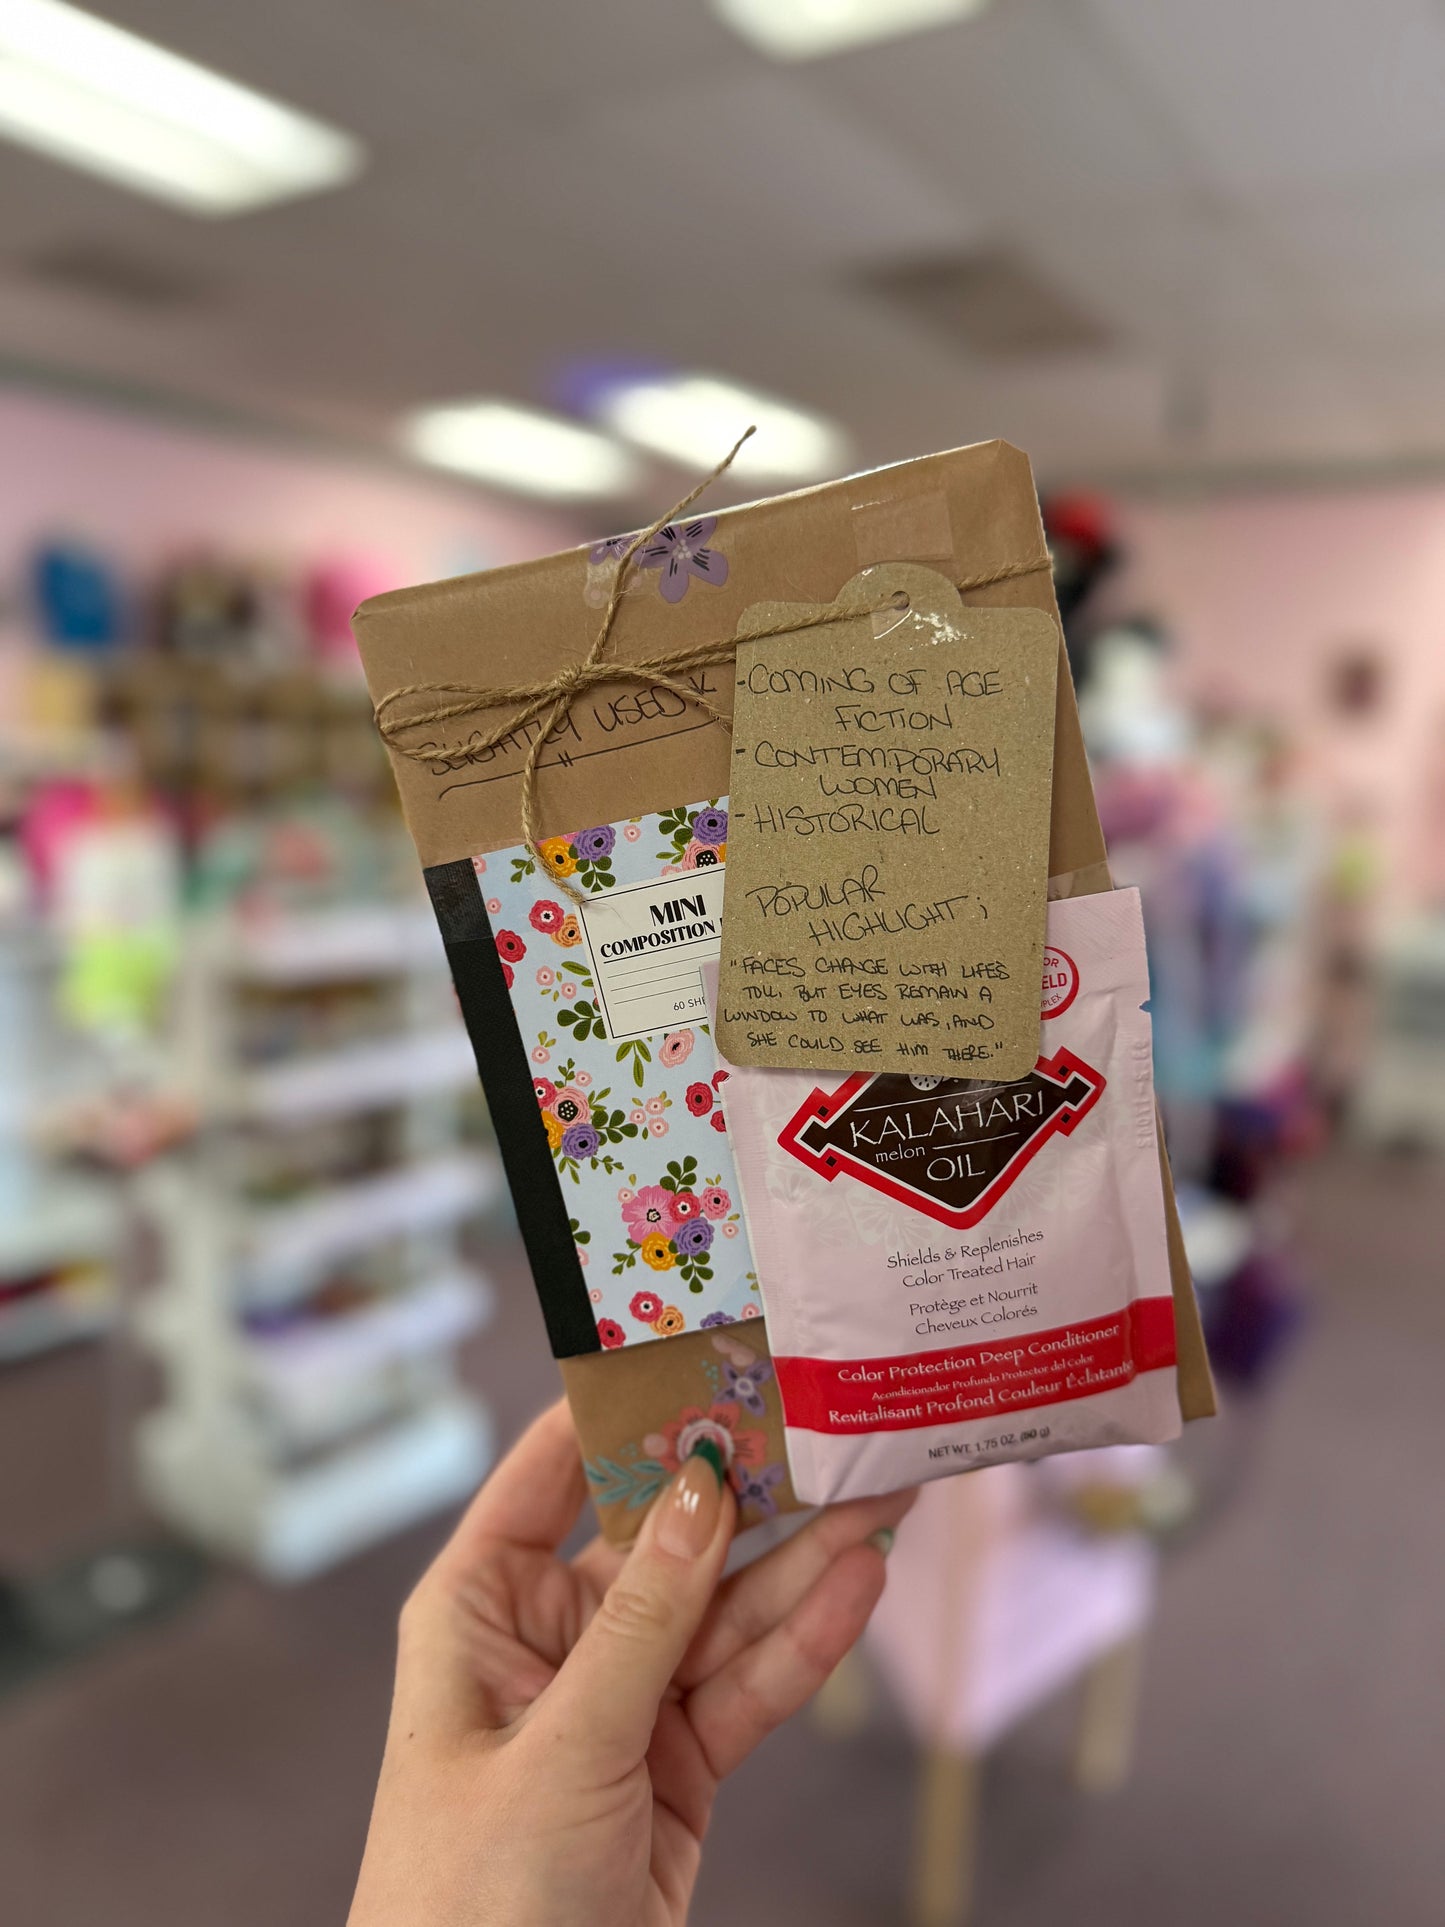 SLIGHTLY USED
- COMING OF AGE
FICTION
- CONTEMPORARY
WOMEN
- HISTORICAL
POPULAR
HIGHLIGHT ;
"FACES CHANGE WITH LIFE'S
TOLL, BUT EYES REMAIN A
WINDOW TO WHAT WAS, AND
SHE COULD SEE HIM THERE."
MINI
COMPOSITION
60 SHE
KALAHARI
melon
OIL
Shields & Replenishes
Color Treated Hair
Protège et Nourrit
Cheveux Colorés
Color Protection Deep Conditioner
Acondicionador Profundo Protector del Color
Revitalisant Profond Couleur Éclatante
NET WT. 1.75 OZ. (50 g)